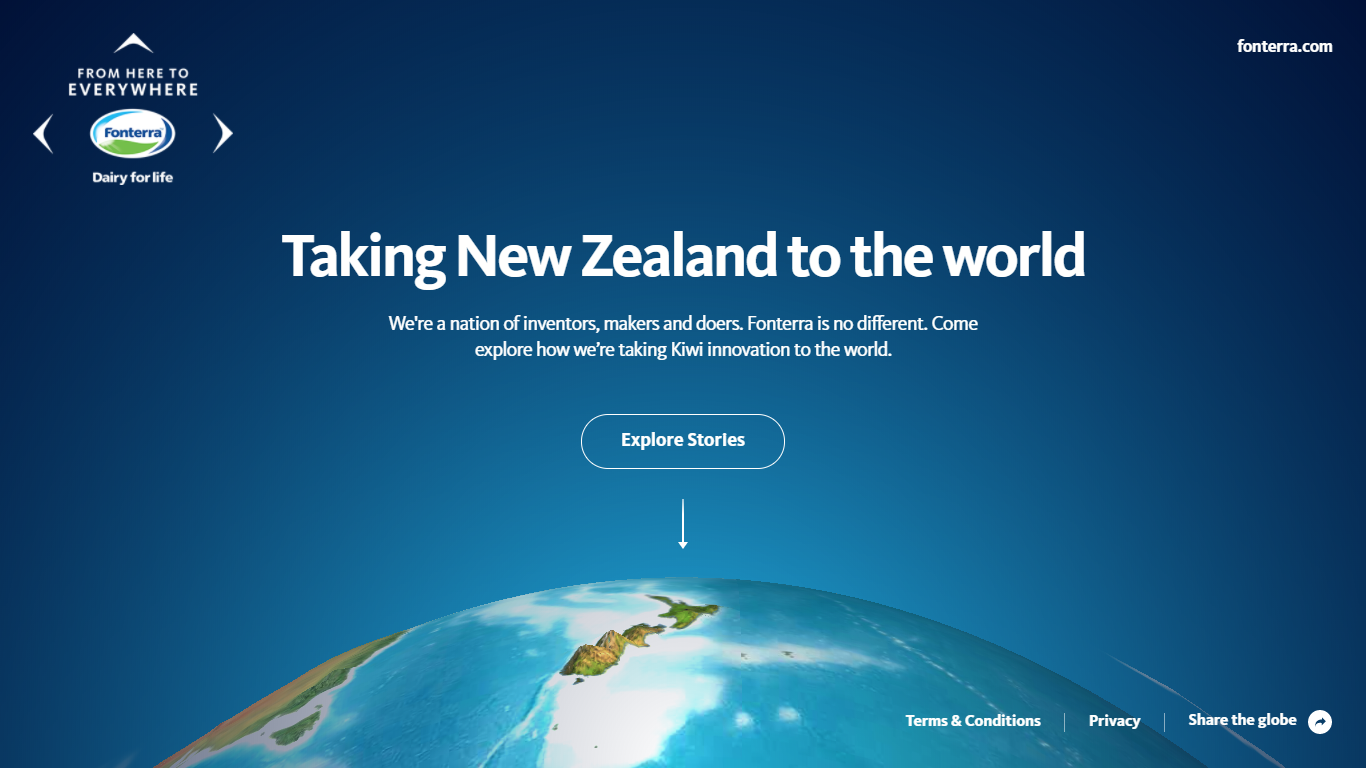 FROM HERE TO
EVERYWHERE
Fonterra
Dairy for life
fonterra.com
Taking New Zealand to the world
We're a nation of inventors, makers and doers. Fonterra is no different. Come
explore how we’re taking Kiwi innovation to the world.
Explore Stories
Terms & Conditions
Privacy
Share the globe